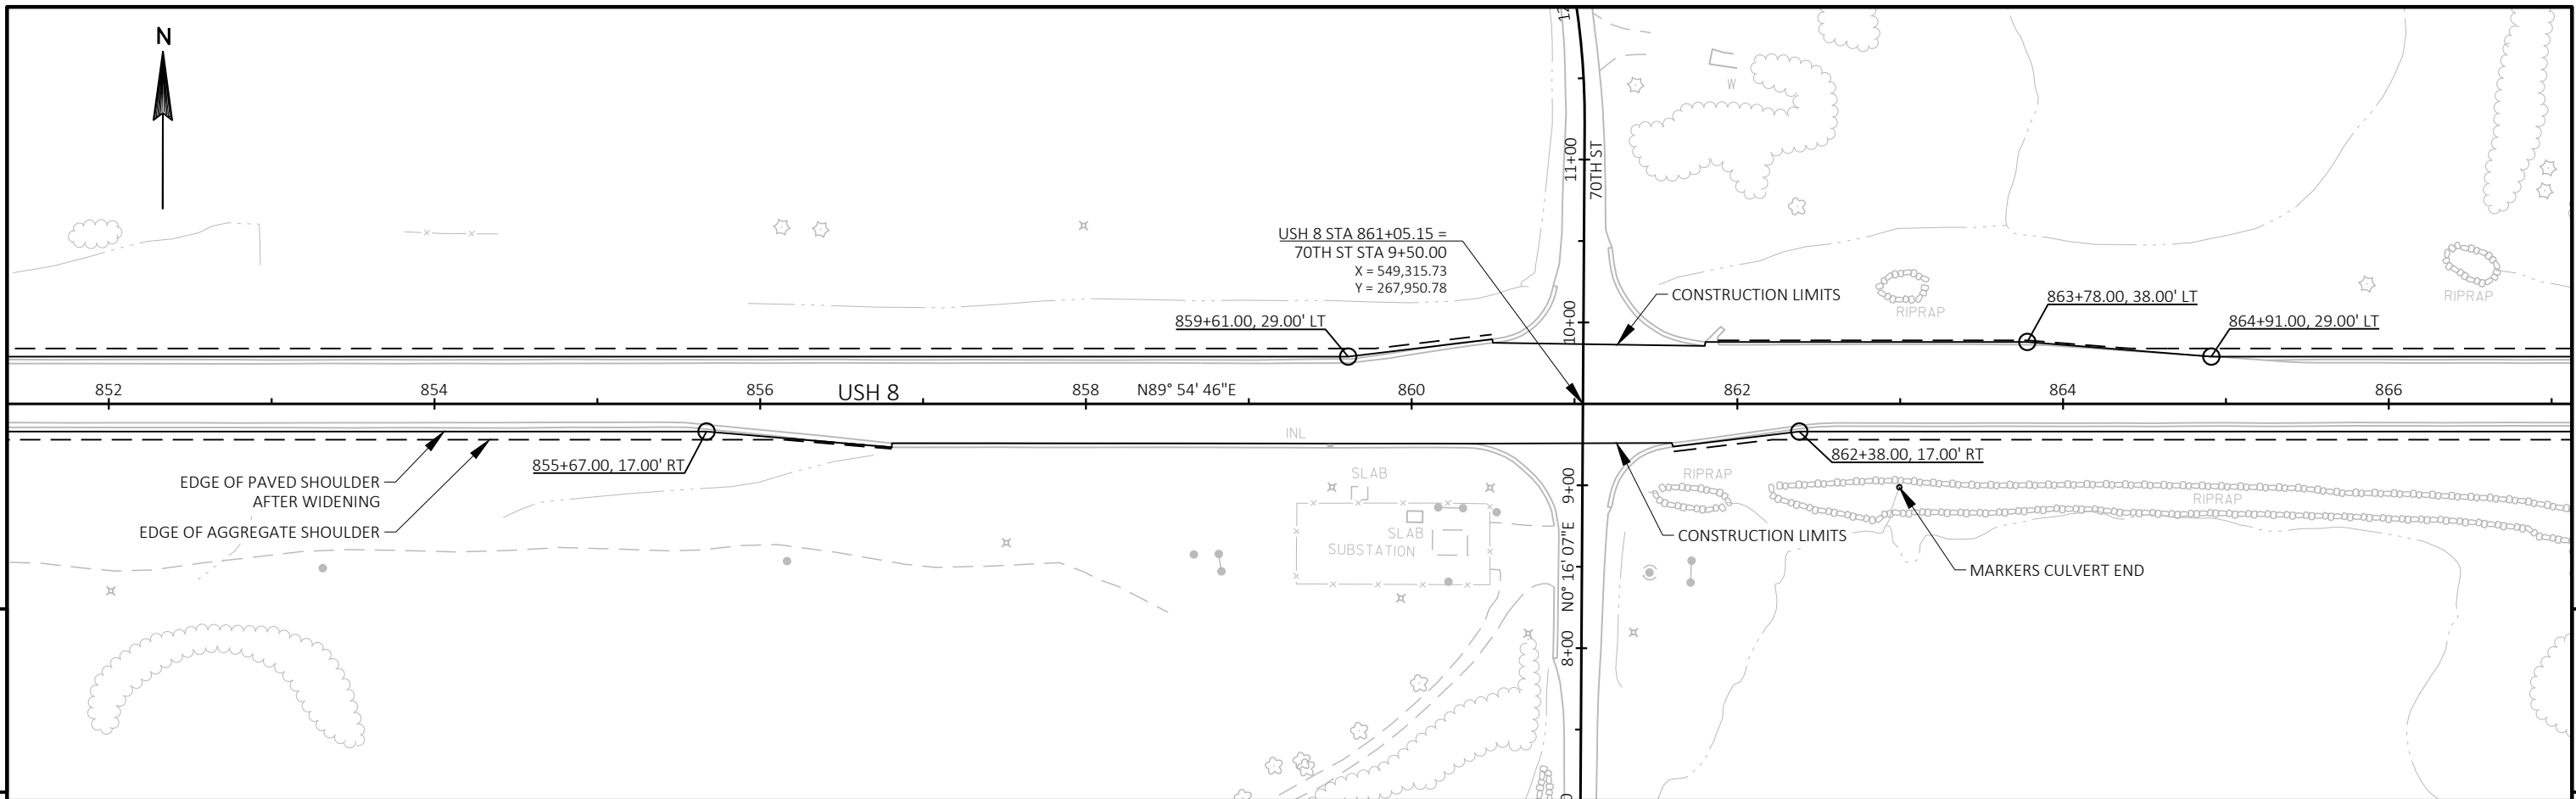 N
12
11+00
70TH ST
W
USH 8 STA 861+05.15 =
70TH ST STA 9+50.00
X = 549,315.73
Y = 267,950.78
CONSTRUCTION LIMITS
863+78.00, 38.00' LT
RIPRAP
RIPRAP
859+61.00, 29.00' LT
10+00
864+91.00, 29.00' LT
852
854
856
USH 8
858
N89° 54' 46"E
860
862
864
866
INL
855+67.00, 17.00' RT
862+38.00, 17.00' RT
EDGE OF PAVED SHOULDER
AFTER WIDENING
EDGE OF AGGREGATE SHOULDER
SLAB
9+00
RIPRAP
RIPRAP
SLAB
SUBSTATION
N0° 16' 07"E
CONSTRUCTION LIMITS
MARKERS CULVERT END
8+00